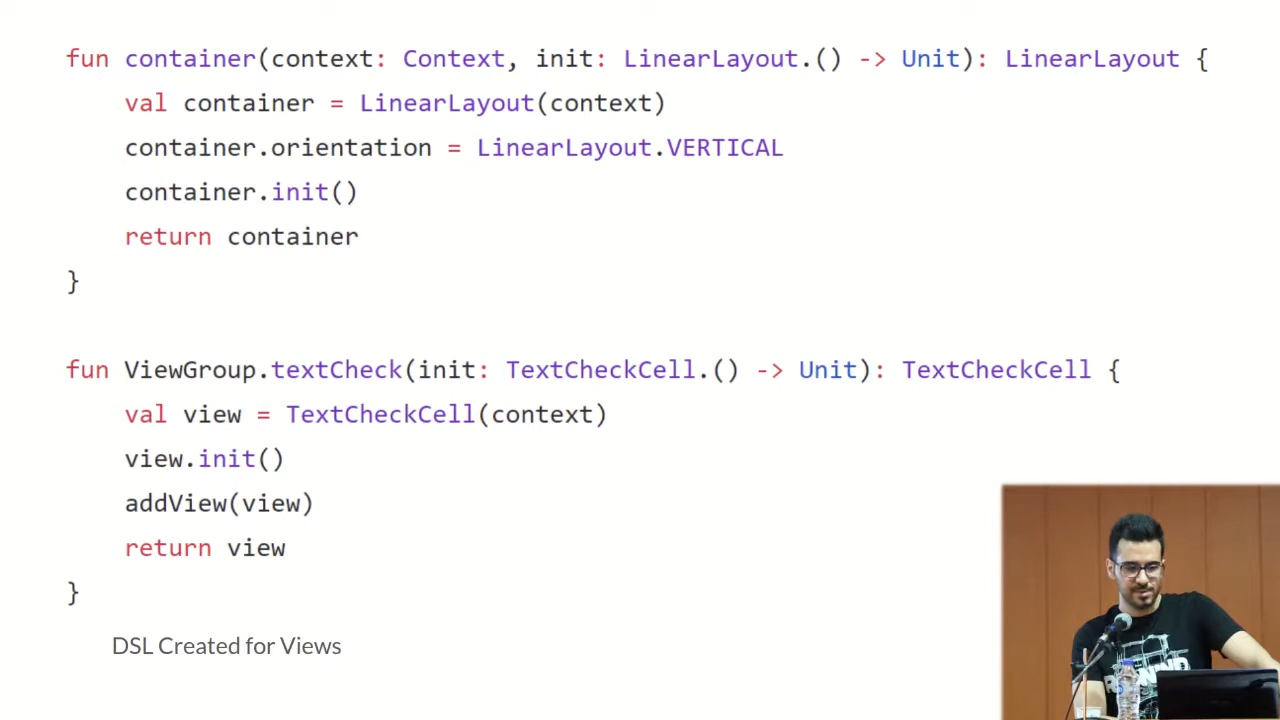 fun container(context: Context, init: LinearLayout.() -> Unit): LinearLayout {
    val container = LinearLayout(context)
    container.orientation = LinearLayout.VERTICAL
    container.init()
    return container
}
fun ViewGroup.textCheck(init: TextCheckCell.() -> Unit): TextCheckCell {
    val view = TextCheckCell(context)
    view.init()
    addView(view)
    return view
}
DSL Created for Views